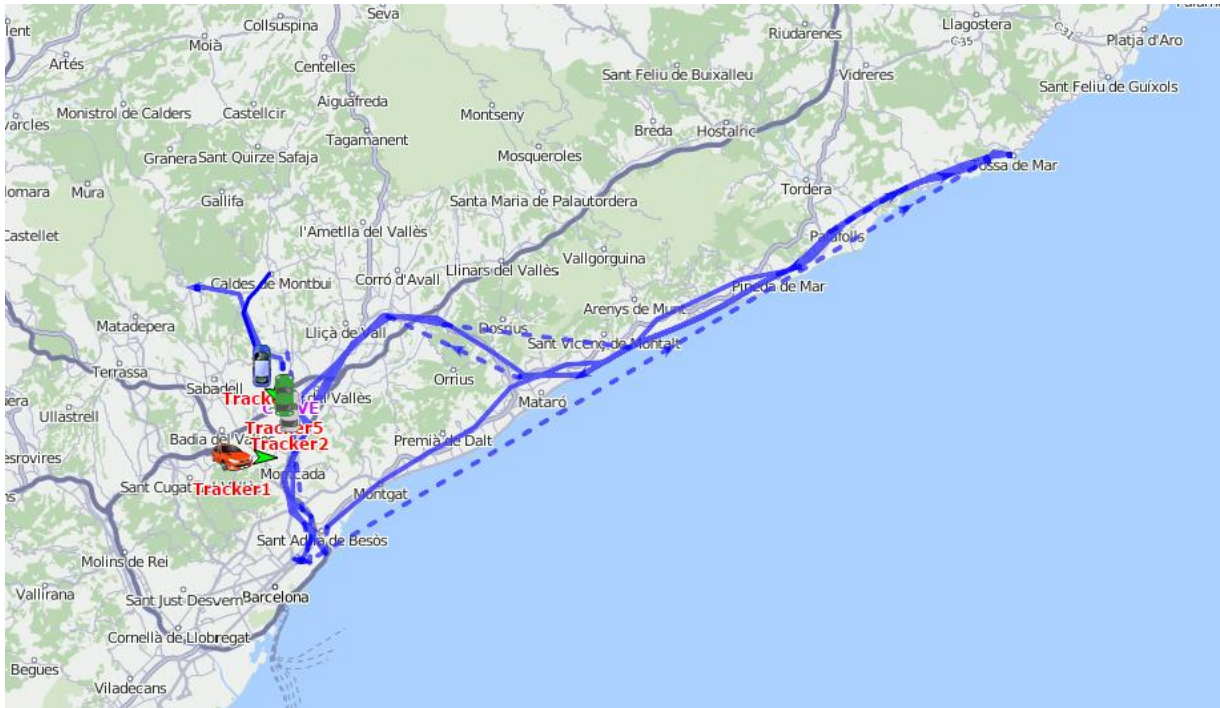 Seva
Collsuspina
Moià
Artés
Centelles
Aiguafreda
Monistrol de Calders
Castellcir
Tagamanent
Granera
Sant Quirze Safaja
Mura
Gallifa
Castellet
Montseny
Mosqueroles
Santa Maria de Palautordera
Riudarenes
Llagostera
C-35
C31
Platja d'Aro
Sant Feliu de Buixalleu
Vidreres
Sant Feliu de Guíxols
Breda
Hostalric
Tordera
ossa de Mar
l'Ametlla del Vallès
Corró d'Avall
Llinars del Vallès
Vallgorguina
Caldes de Montbui
Pineda de Mar
Arenys de Munt
Matadepera
Lliçà de Vall
Dosrius
Sant Vicenç de Montalt
Terrassa
Sabadell
Orrius
Mataró
Ullastrell
Badia del Vallès
Tracker5
Tracker2
Tracker1
Premià de Dalt
Sant Cugat
Montgat
Sant Adrià de Besòs
Molins de Rei
Vallirana
Sant Just Desvern
Barcelona
Cornellà de Llobregat
Begues
Viladecans